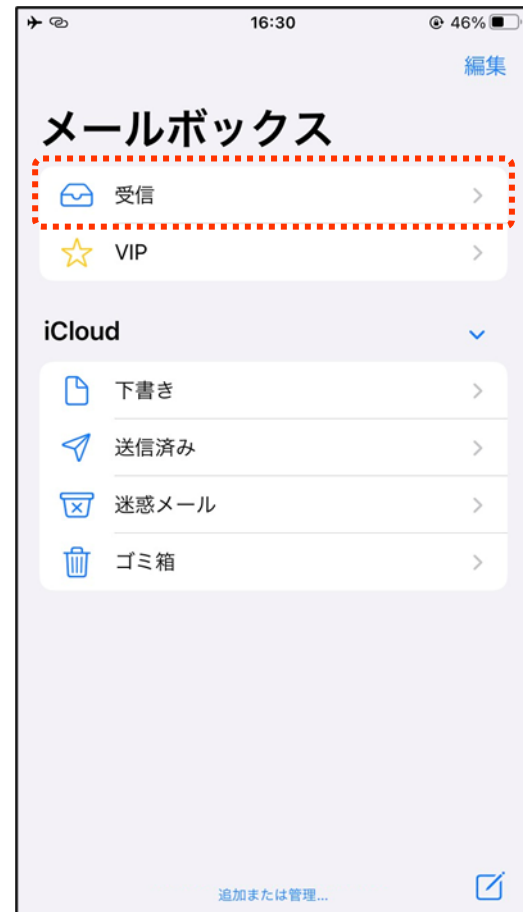 16:30
46%
編集
メールボックス
受信
VIP
iCloud
下書き
送信済み
迷惑メール
ゴミ箱
追加または管理...